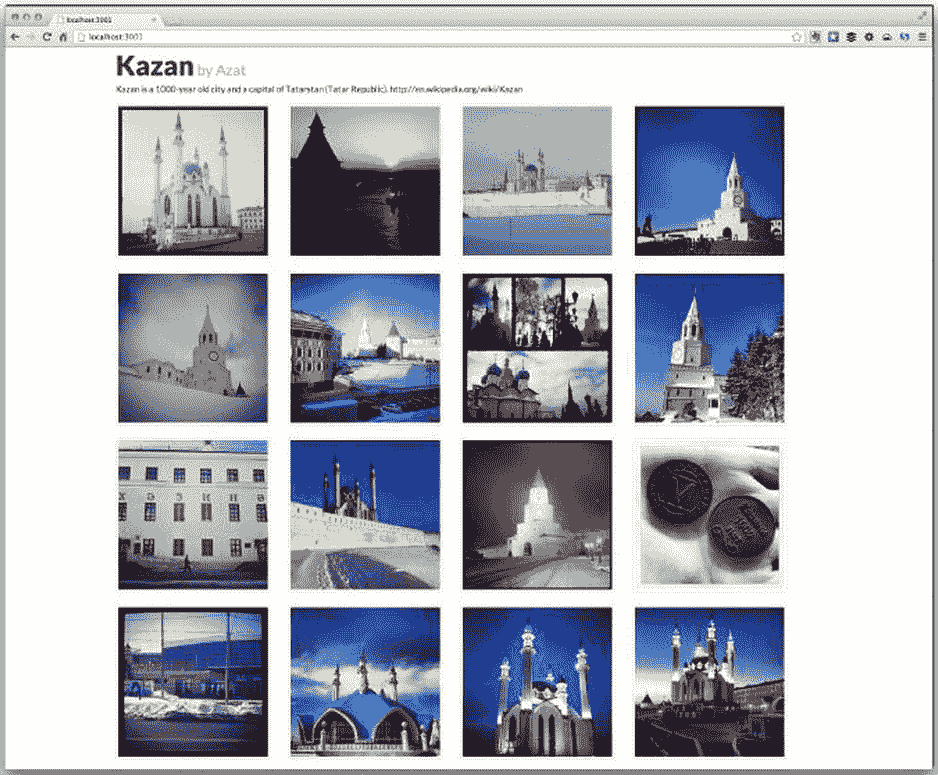 localhost:3001
localhost:3001
Kazan by Azat
Kazan is a 1000-year old city and a capital of Tatarstan (Tatar Republic). http://en.wikipedia.org/wiki/Kazan